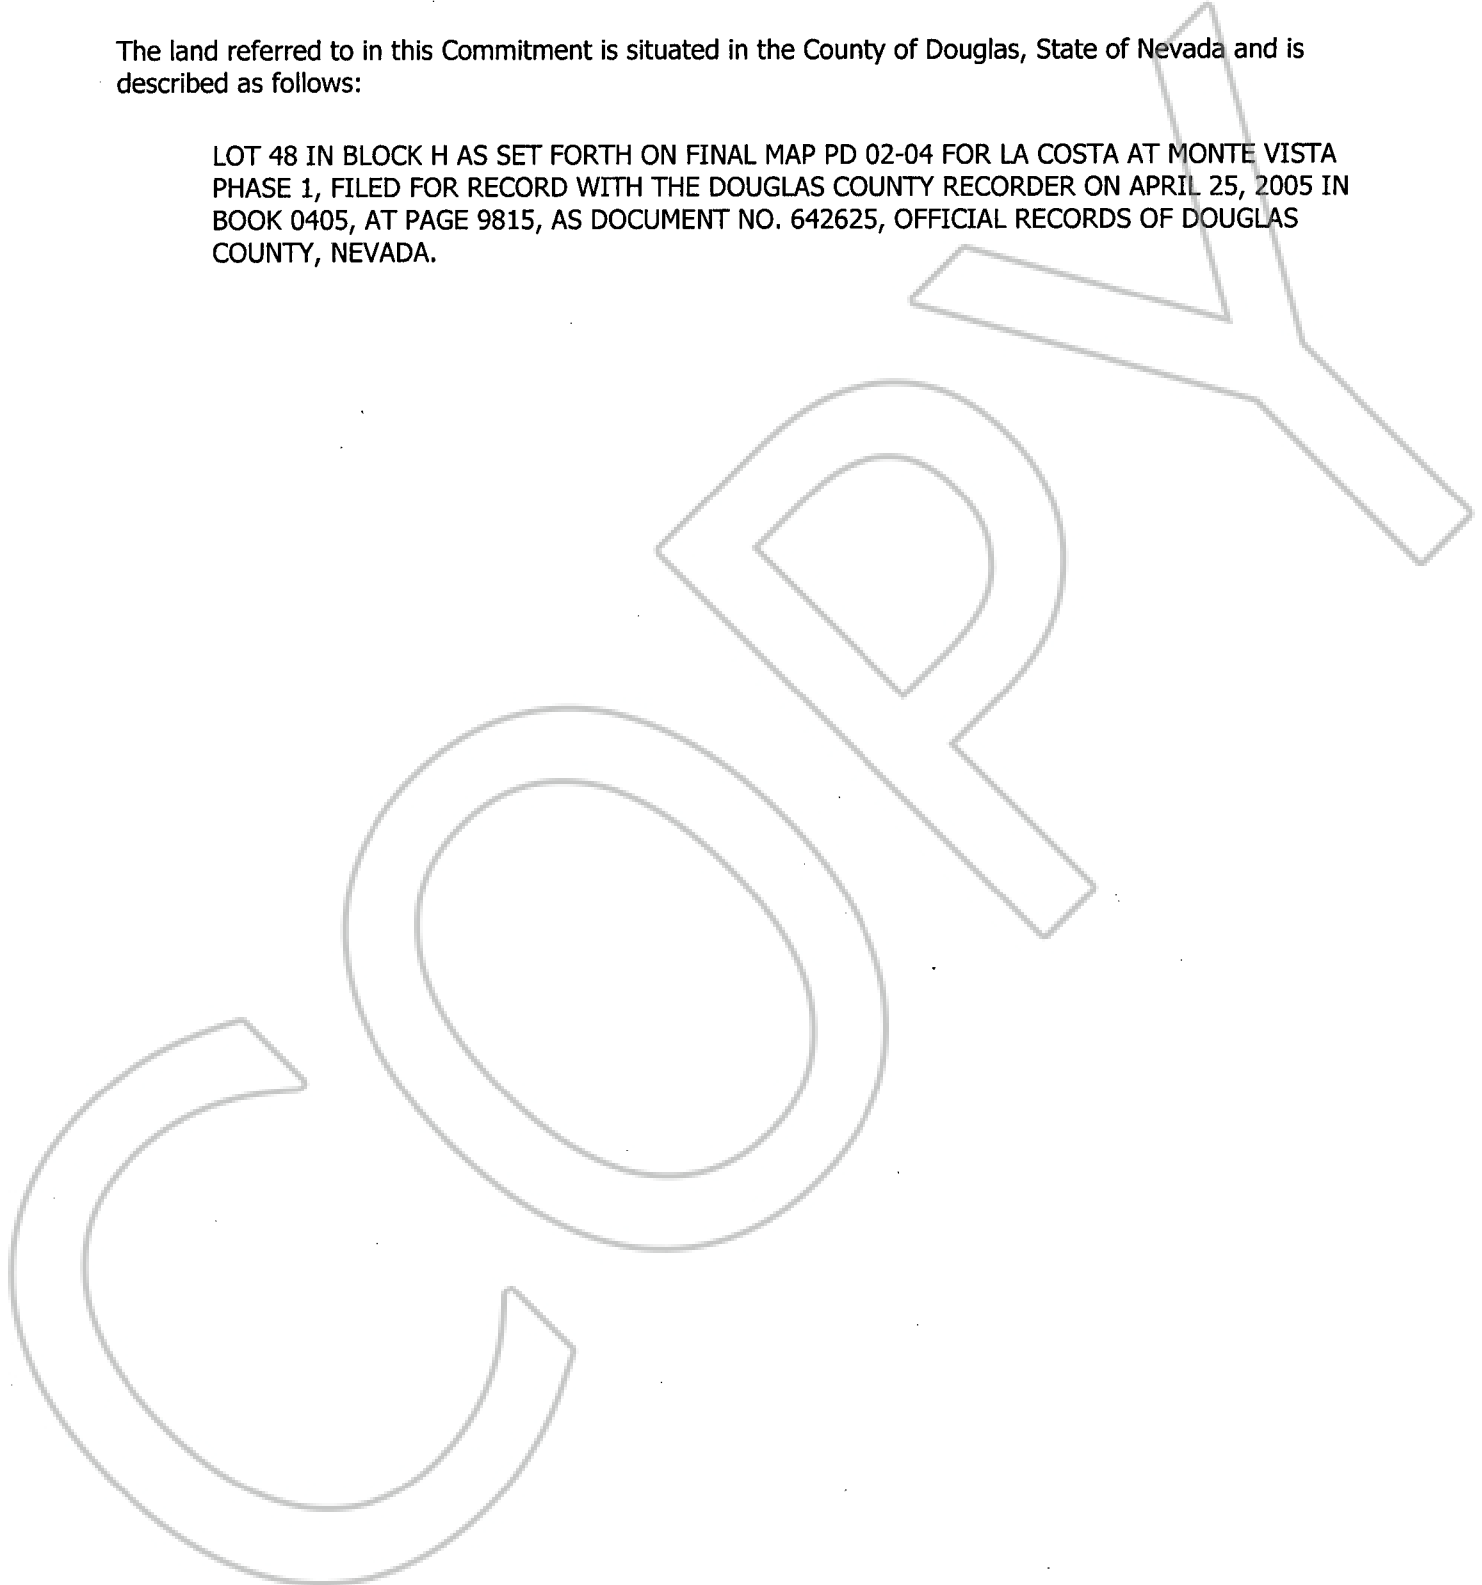 The land referred to in this Commitment is situated in the County of Douglas, State of Nevada and is
described as follows:
LOT 48 IN BLOCK H AS SET FORTH ON FINAL MAP PD 02-04 FOR LA COSTA AT MONTE VISTA
PHASE 1, FILED FOR RECORD WITH THE DOUGLAS COUNTY RECORDER ON APRIL 25, 2005 IN
BOOK 0405, AT PAGE 9815, AS DOCUMENT NO. 642625, OFFICIAL RECORDS OF DOUGLAS
COUNTY, NEVADA.
COPY